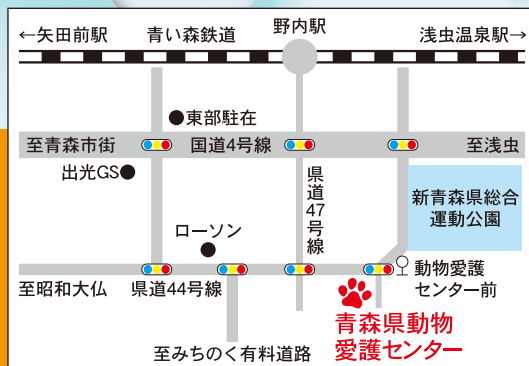 ←矢田前駅
青い森鉄道
野内駅
浅虫温泉駅→
●東部駐在
至青森市街
国道4号線
至浅虫
出光GS●
県道47号線
新青森県総合
運動公園
ローソン
動物愛護
センター前
至昭和大仏
県道44号線
青森県動物
愛護センター
至みちのく有料道路